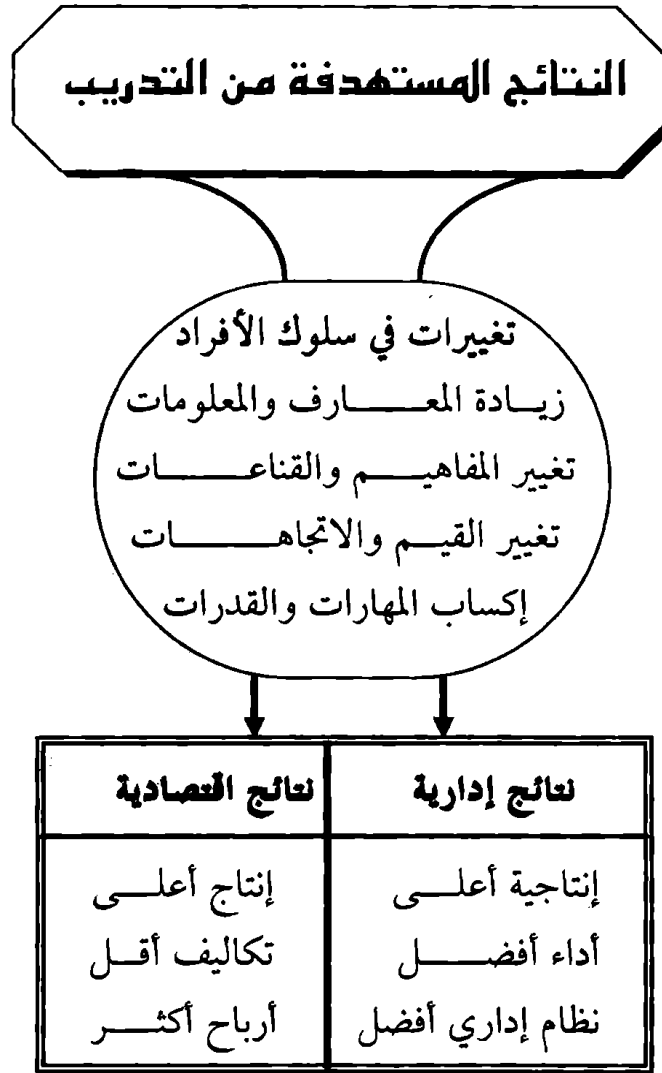 النتائج المستهدفة من التدريب
تغييرات في سلوك الأفراد
زيادة المعارف والمعلومات
تغيير المفاهيم والقناعات
تغيير القيم والاتجاهات
إكساب المهارات والقدرات
نتائج إدارية
نتائج اقتصادية
إنتاجية أعلى
إنتاج أعلى
أداء أفضل
تكاليف أقل
نظام إداري أفضل
أرباح أكثر